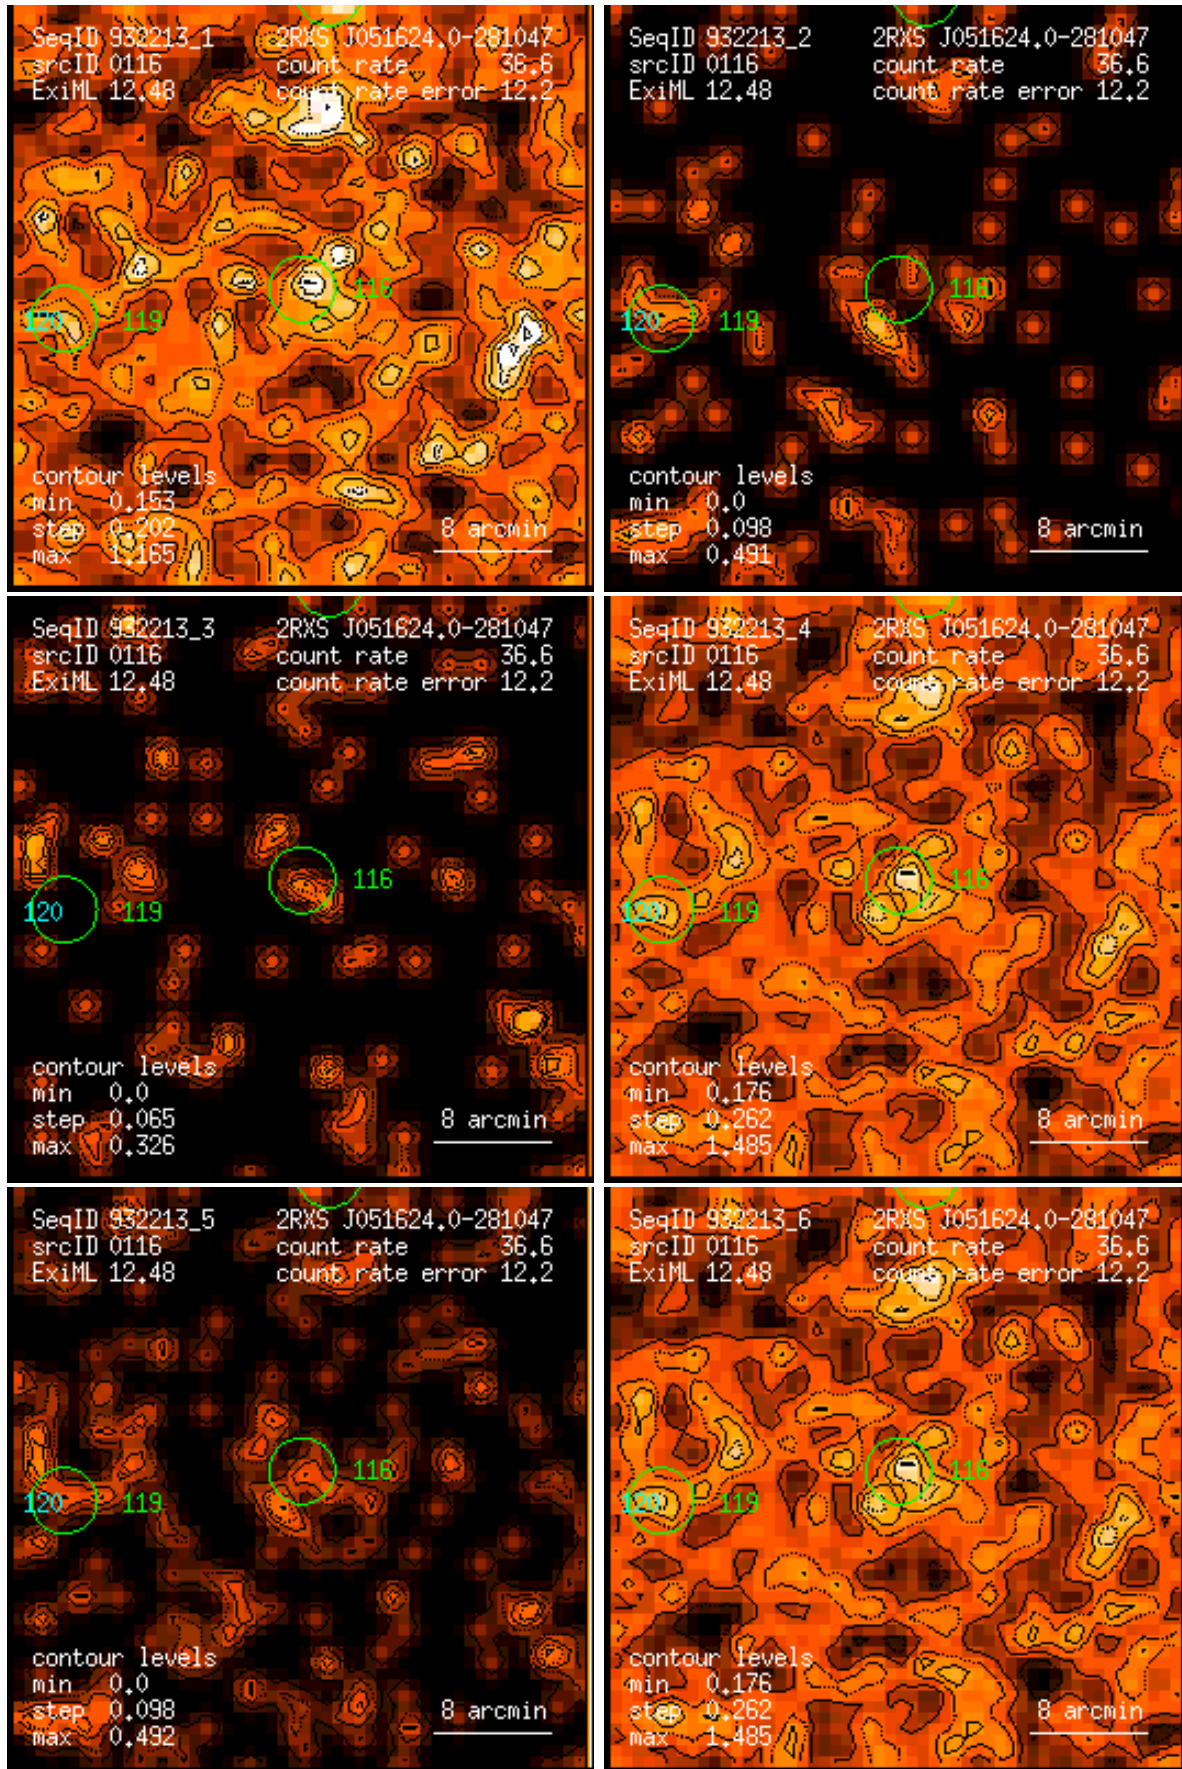 SeqID 932213_1 2RXS J051624.0-281047
srcID 0116 count rate 36.6
ExiML 12.48 count rate error 12.2
116
120 119
contour levels
min 0.153
step 0.202 8 arcmin
max 1.165
SeqID 932213_2 2RXS J051624.0-281047
srcID 0116 count rate 36.6
ExiML 12.48 count rate error 12.2
116
120 119
contour levels
min 0.0
step 0.098 8 arcmin
max 0.491
SeqID 932213_3 2RXS J051624.0-281047
srcID 0116 count rate 36.6
ExiML 12.48 count rate error 12.2
116
120 119
contour levels
min 0.0
step 0.065 8 arcmin
max 0.326
SeqID 932213_4 2RXS J051624.0-281047
srcID 0116 count rate 36.6
ExiML 12.48 count rate error 12.2
116
120 119
contour levels
min 0.176
step 0.262 8 arcmin
max 1.485
SeqID 932213_5 2RXS J051624.0-281047
srcID 0116 count rate 36.6
ExiML 12.48 count rate error 12.2
116
120 119
contour levels
min 0.0
step 0.098 8 arcmin
max 0.492
SeqID 932213_6 2RXS J051624.0-281047
srcID 0116 count rate 36.6
ExiML 12.48 count rate error 12.2
116
120 119
contour levels
min 0.176
step 0.262 8 arcmin
max 1.485